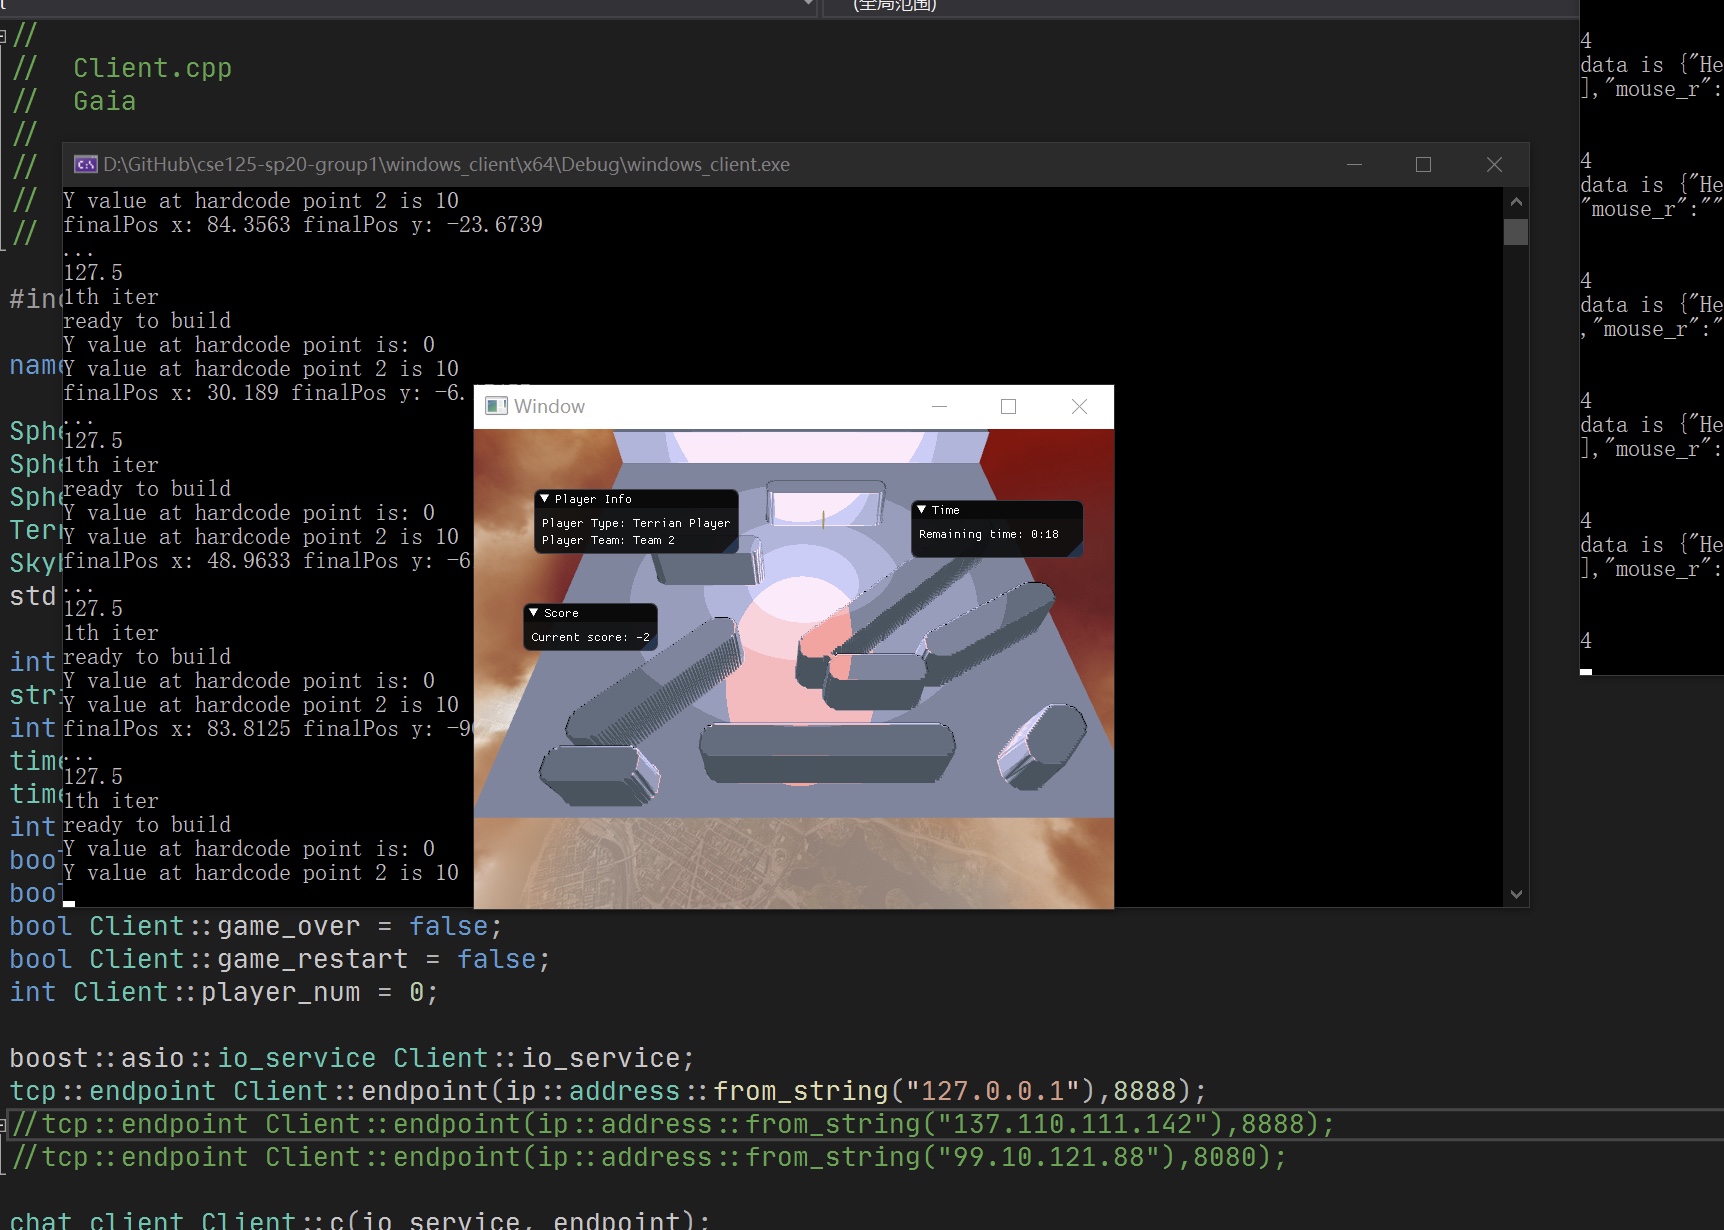 (全局范围)
//
// Client.cpp
// Gaia
//
//
//
//
#inc
name
Sphe
Sphe
Sphe
Terr
Sky
std
int
stri
int
time
time
int
bool
bool
bool Client::game_over = false;
bool Client::game_restart = false;
int Client::player_num = 0;
boost::asio::io_service Client::io_service;
tcp::endpoint Client::endpoint(ip::address::from_string("127.0.0.1"),8888);
//tcp::endpoint Client::endpoint(ip::address::from_string("137.110.111.142"),8888);
//tcp::endpoint Client::endpoint(ip::address::from_string("99.10.121.88"),8080);
chat_client Client::c(io_service, endpoint);
D:\GitHub\cse125-sp20-group1\windows_client\x64\Debug\windows_client.exe
Y value at hardcode point 2 is 10
finalPos x: 84.3563 finalPos y: -23.6739
...
127.5
1th iter
ready to build
Y value at hardcode point is: 0
Y value at hardcode point 2 is 10
finalPos x: 30.189 finalPos y: -6.
...
127.5
1th iter
ready to build
Y value at hardcode point is: 0
Y value at hardcode point 2 is 10
finalPos x: 48.9633 finalPos y: -6
...
127.5
1th iter
ready to build
Y value at hardcode point is: 0
Y value at hardcode point 2 is 10
finalPos x: 83.8125 finalPos y: -9
...
127.5
1th iter
ready to build
Y value at hardcode point is: 0
Y value at hardcode point 2 is 10
Window
Player Info
Player Type: Terrian Player
Player Team: Team 2
Time
Remaining time: 0:18
Score
Current score: -2
4
data is {"He
],"mouse_r":
4
data is {"He
"mouse_r":""
4
data is {"He
,"mouse_r":"
4
data is {"He
],"mouse_r":
4
data is {"He
],"mouse_r":
4